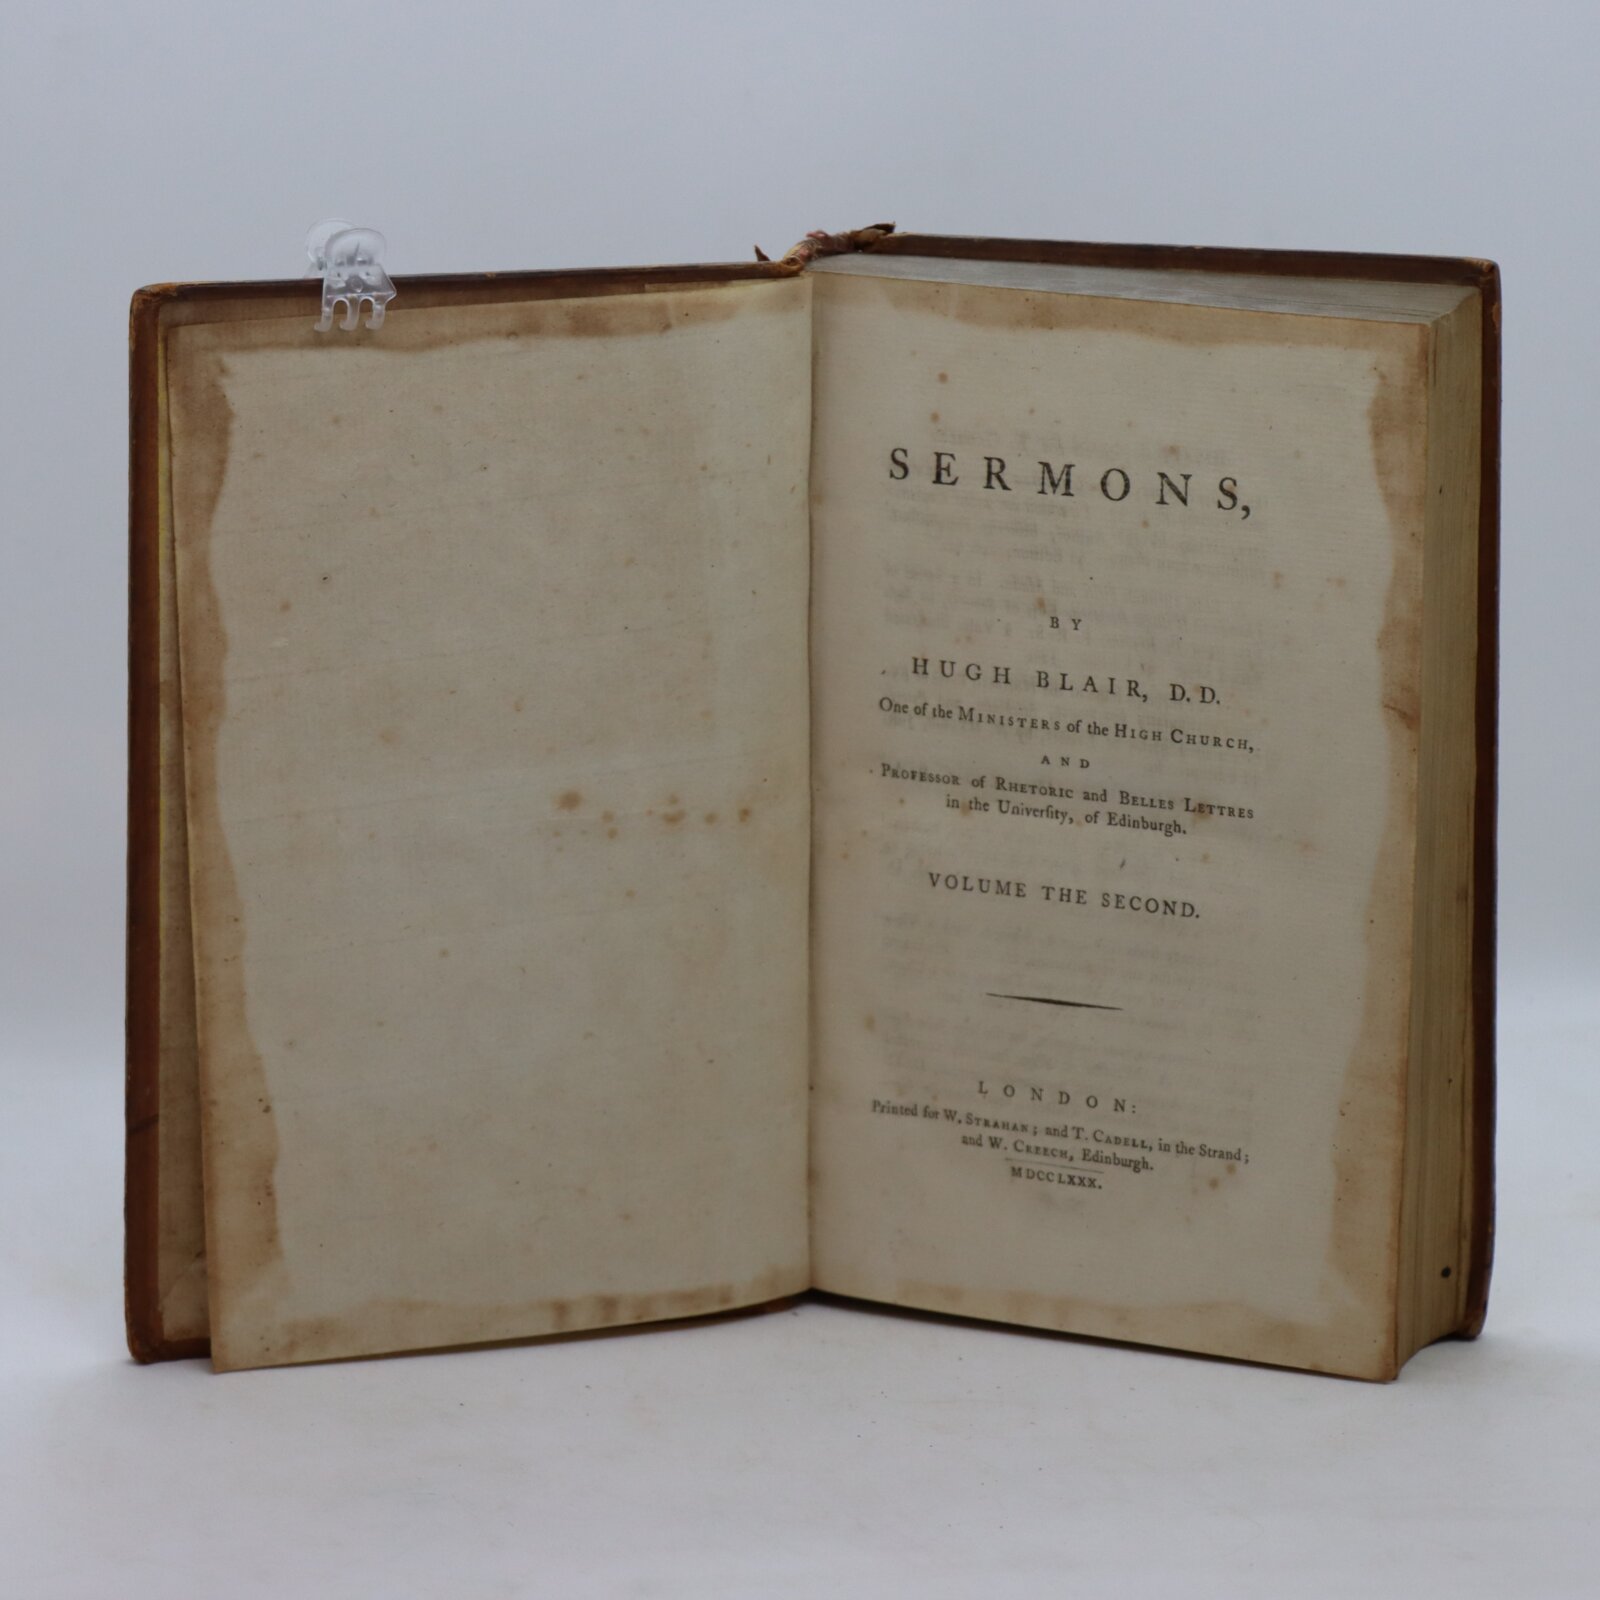 SERMONS,
BY
HUGH BLAIR, D.D.
One of the MINISTERS of the HIGH CHURCH,
AND
PROFESSOR of RHETORIC and BELLES LETTRES
in the Univerſity, of Edinburgh.
VOLUME THE SECOND.
LONDON:
Printed for W. STRAHAN; and T. CADELL, in the Strand;
and W. CREECH, Edinburgh.
MDCCLXXX.